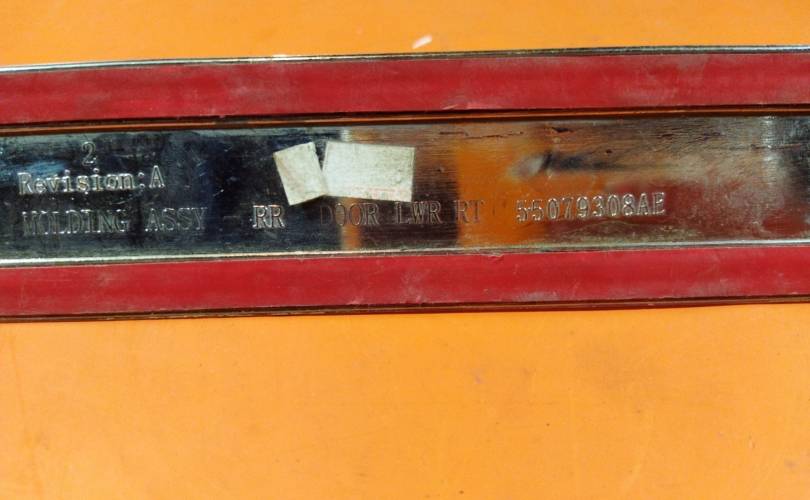 2
Revision:A
MOLDING ASSY - RR DOOR LWR RT 55079308AE